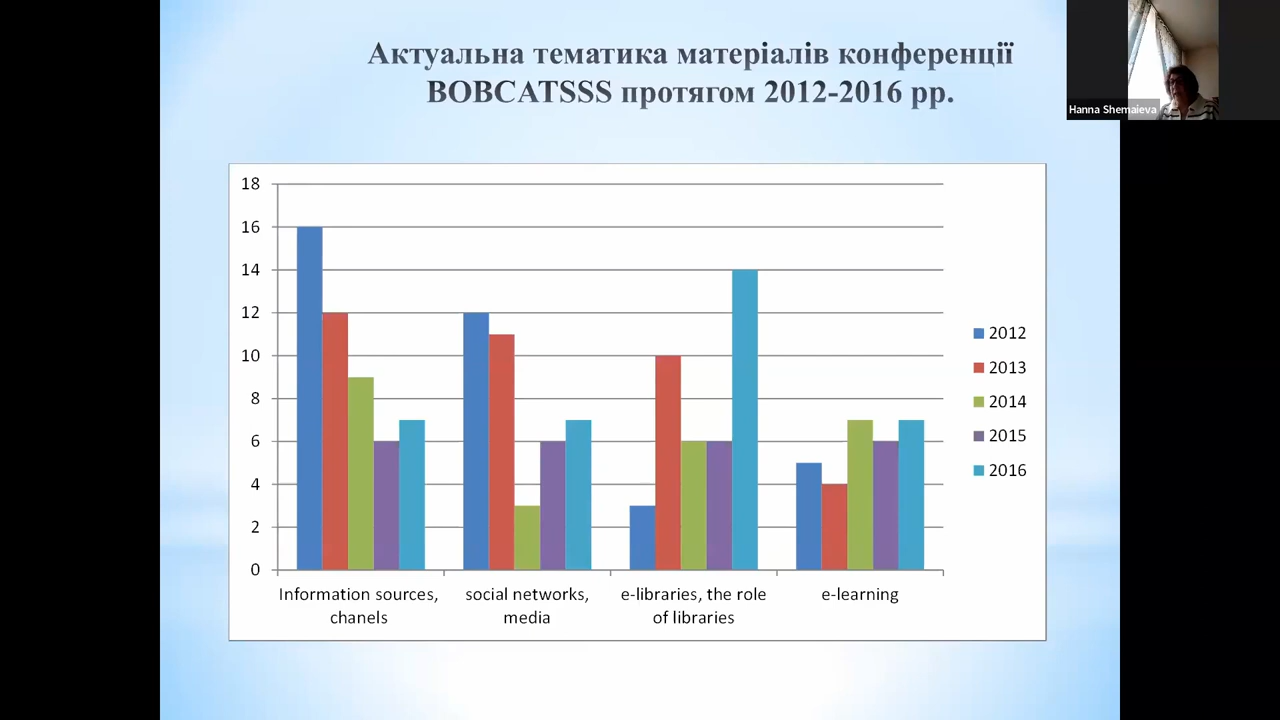 Актуальна тематика матеріалів конференції
BOBCATSSS протягом 2012-2016 рр.
Hanna Shemaieva
18
16
14
12
10
8
6
4
2
0
2012
2013
2014
2015
2016
Information sources,
chanels
social networks,
media
e-libraries, the role
of libraries
e-learning